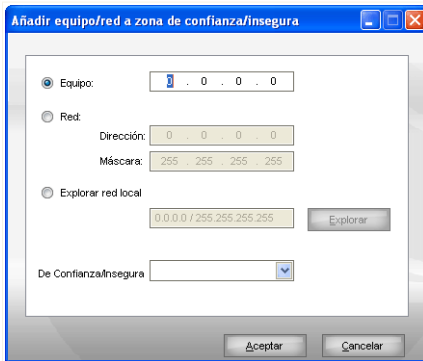 Añadir equipo/red a zona de confianza/insegura
Equipo: 0 . 0 . 0 . 0
Red:
Dirección: 0 . 0 . 0 . 0
Máscara: 255 . 255 . 255 . 255
Explorar red local
0.0.0.0 / 255.255.255.255 Explorar
De Confianza/Insegura
Aceptar Cancelar